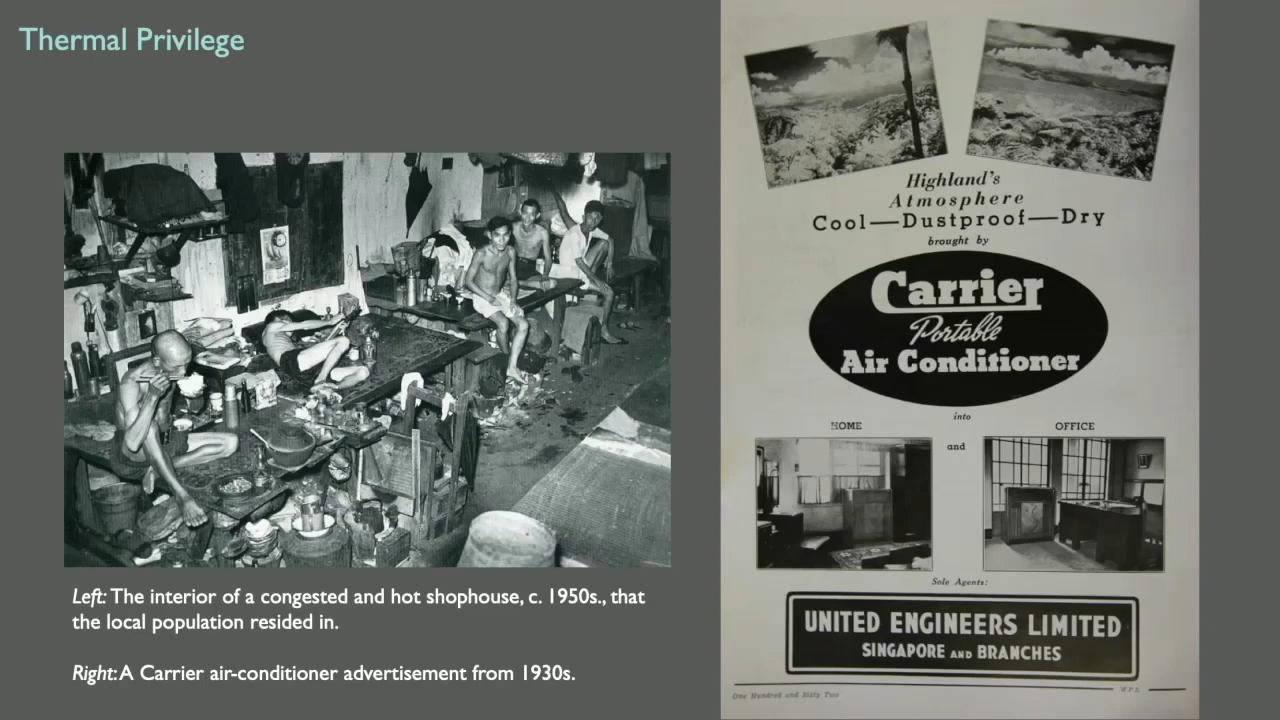 Thermal Privilege
Left: The interior of a congested and hot shophouse, c. 1950s., that
the local population resided in.
Right: A Carrier air-conditioner advertisement from 1930s.
Highland's
Atmosphere
Cool—Dustproof—Dry
brought by
Carrier
Portable
Air Conditioner
into
HOME
and
OFFICE
Sole Agents:
UNITED ENGINEERS LIMITED
SINGAPORE AND BRANCHES
One Hundred and Sixty Two
W.P.S.